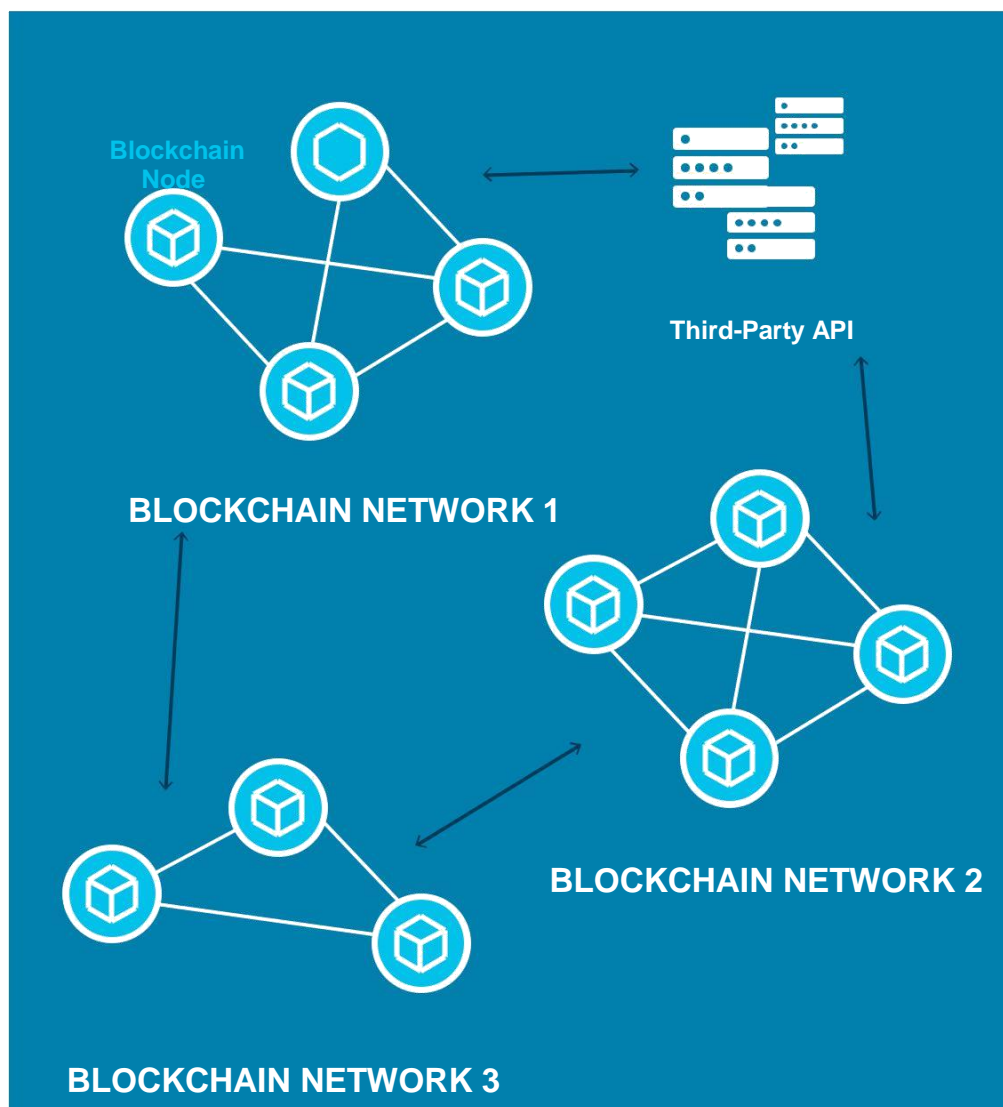 Blockchain
Node
Third-Party API
BLOCKCHAIN NETWORK 1
BLOCKCHAIN NETWORK 2
BLOCKCHAIN NETWORK 3